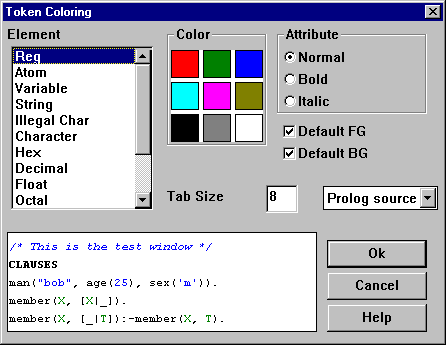 Token Coloring
Element
Reg
Atom
Variable
String
Illegal Char
Character
Hex
Decimal
Float
Octal
Color
Attribute
Normal
Bold
Italic
Default FG
Default BG
Tab Size
8
Prolog source
/* This is the test window */
CLAUSES
man("bob", age(25), sex('m')).
member(X, [X|_]).
member(X, [_|T]):-member(X, T).
Ok
Cancel
Help